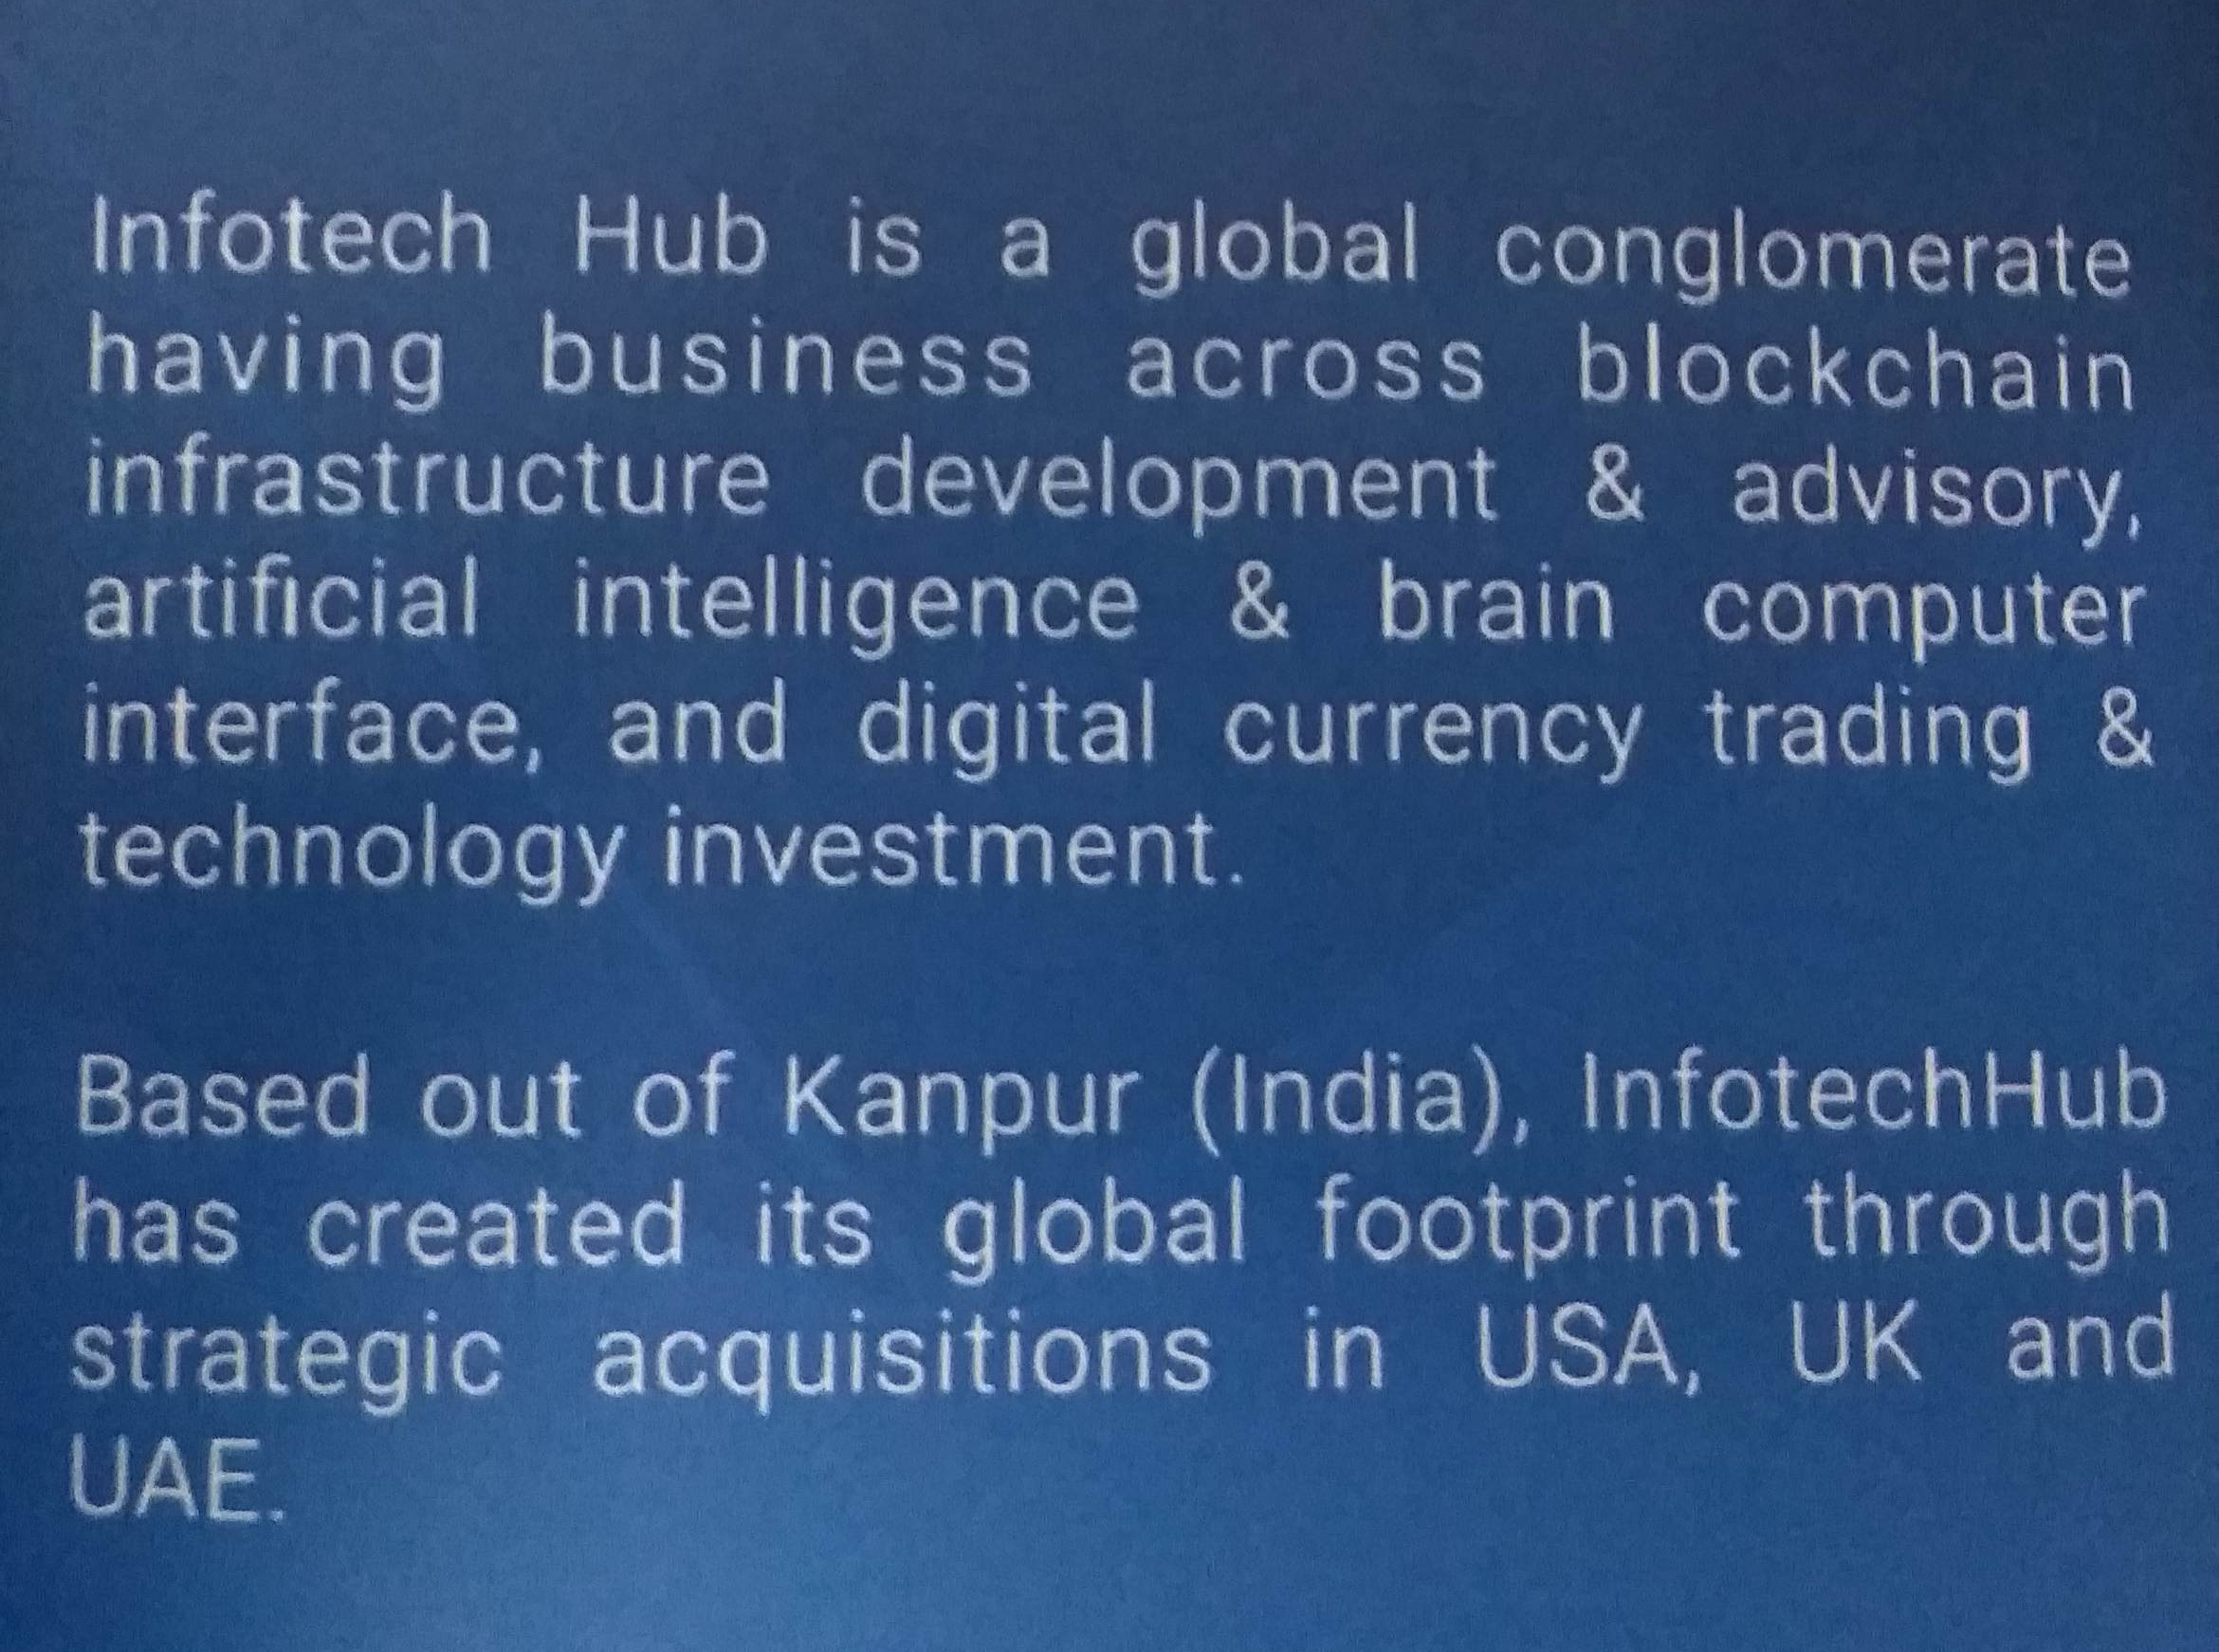 Infotech Hub is a global conglomerate
having business across blockchain
infrastructure development & advisory,
artificial intelligence & brain computer
interface, and digital currency trading &
technology investment.
Based out of Kanpur (India), InfotechHub
has created its global footprint through
strategic acquisitions in USA, UK and
UAE.